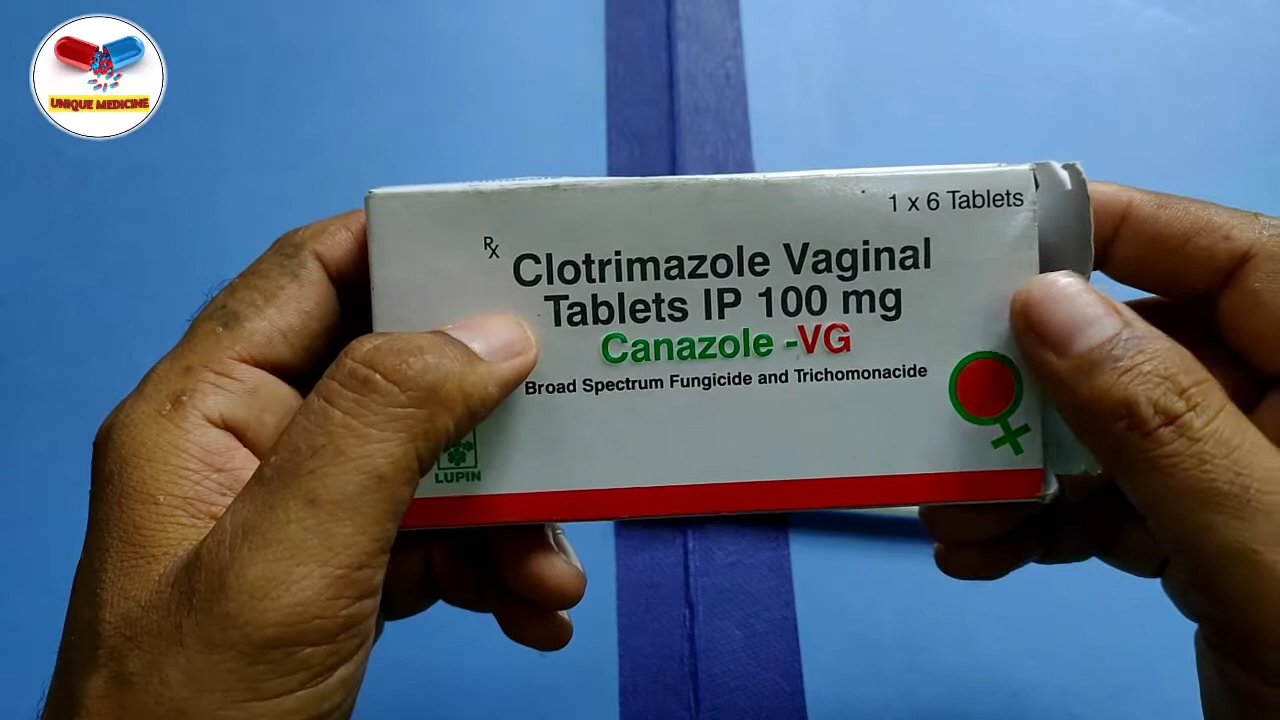 UNIQUE MEDICINE
1 x 6 Tablets
Rx Clotrimazole Vaginal
Tablets IP 100 mg
Canazole -VG
Broad Spectrum Fungicide and Trichomonacide
LUPIN